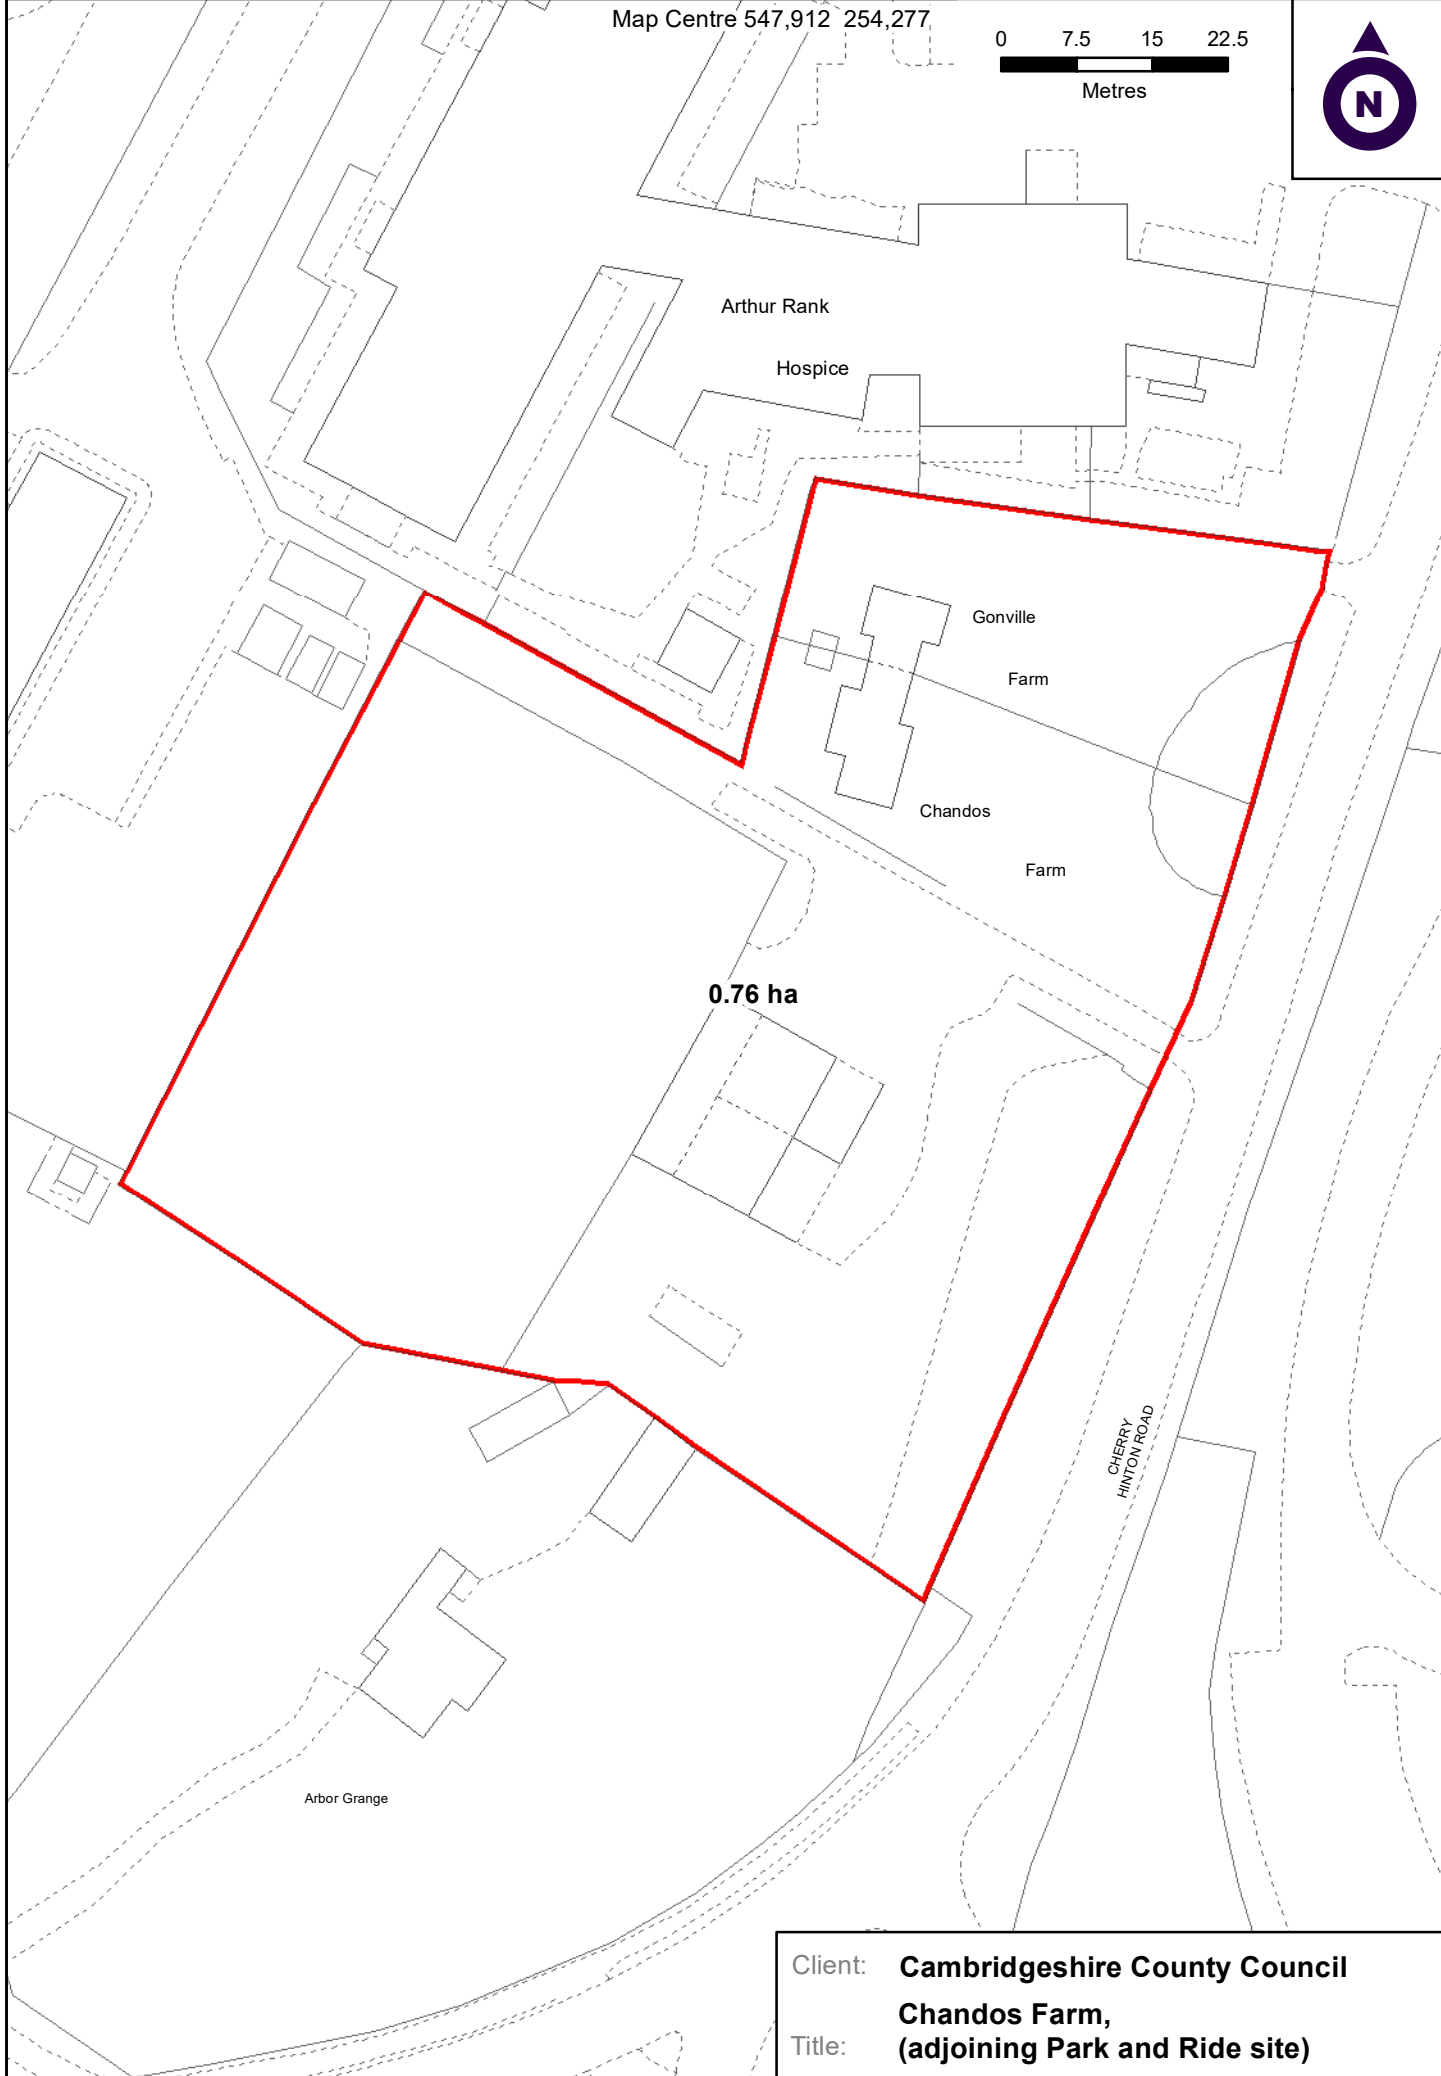 Map Centre 547,912 254,277
0 7.5 15 22.5
Metres
N
Arthur Rank
Hospice
Gonville
Farm
Chandos
Farm
0.76 ha
CHERRY
HINTON ROAD
Arbor Grange
Client: Cambridgeshire County Council
Title: Chandos Farm,
(adjoining Park and Ride site)